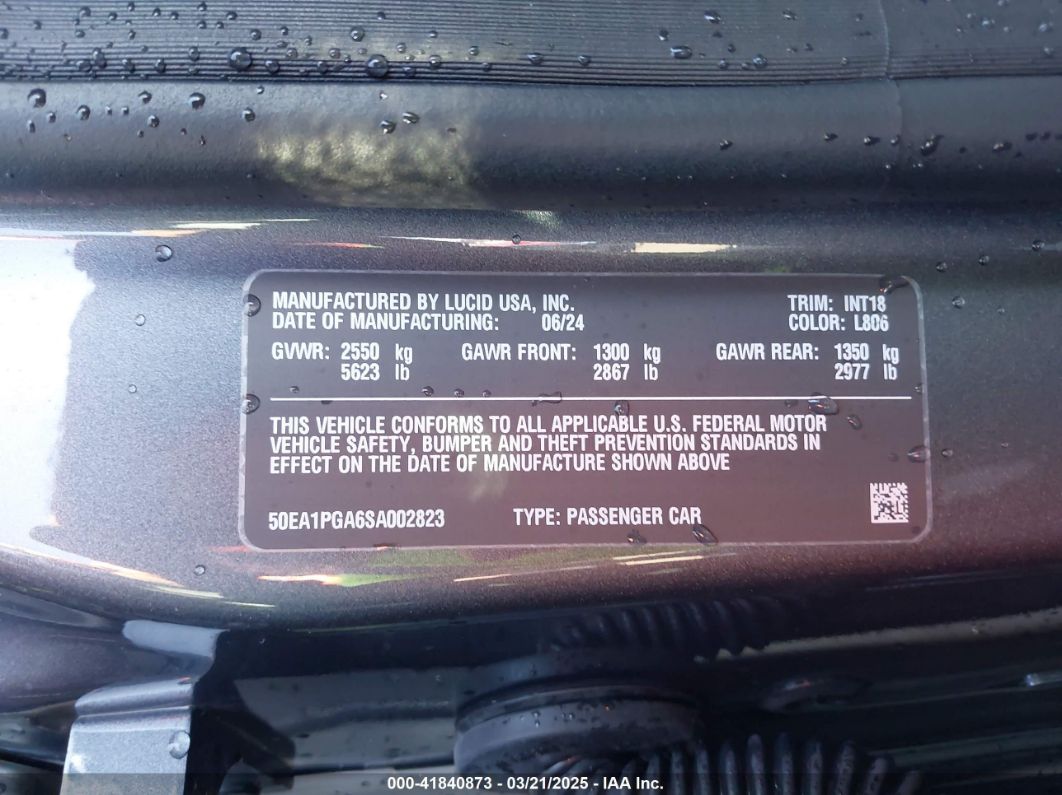 MANUFACTURED BY LUCID USA, INC. TRIM: INT18
DATE OF MANUFACTURING: 06/24 COLOR: L806
GVWR: 2550 kg GAWR FRONT: 1300 kg GAWR REAR: 1350 kg
5623 lb 2867 lb 2977 lb
THIS VEHICLE CONFORMS TO ALL APPLICABLE U.S. FEDERAL MOTOR
VEHICLE SAFETY, BUMPER AND THEFT PREVENTION STANDARDS IN
EFFECT ON THE DATE OF MANUFACTURE SHOWN ABOVE
50EA1PGA6SA002823 TYPE: PASSENGER CAR
000-41840873 - 03/21/2025 - IAA Inc.